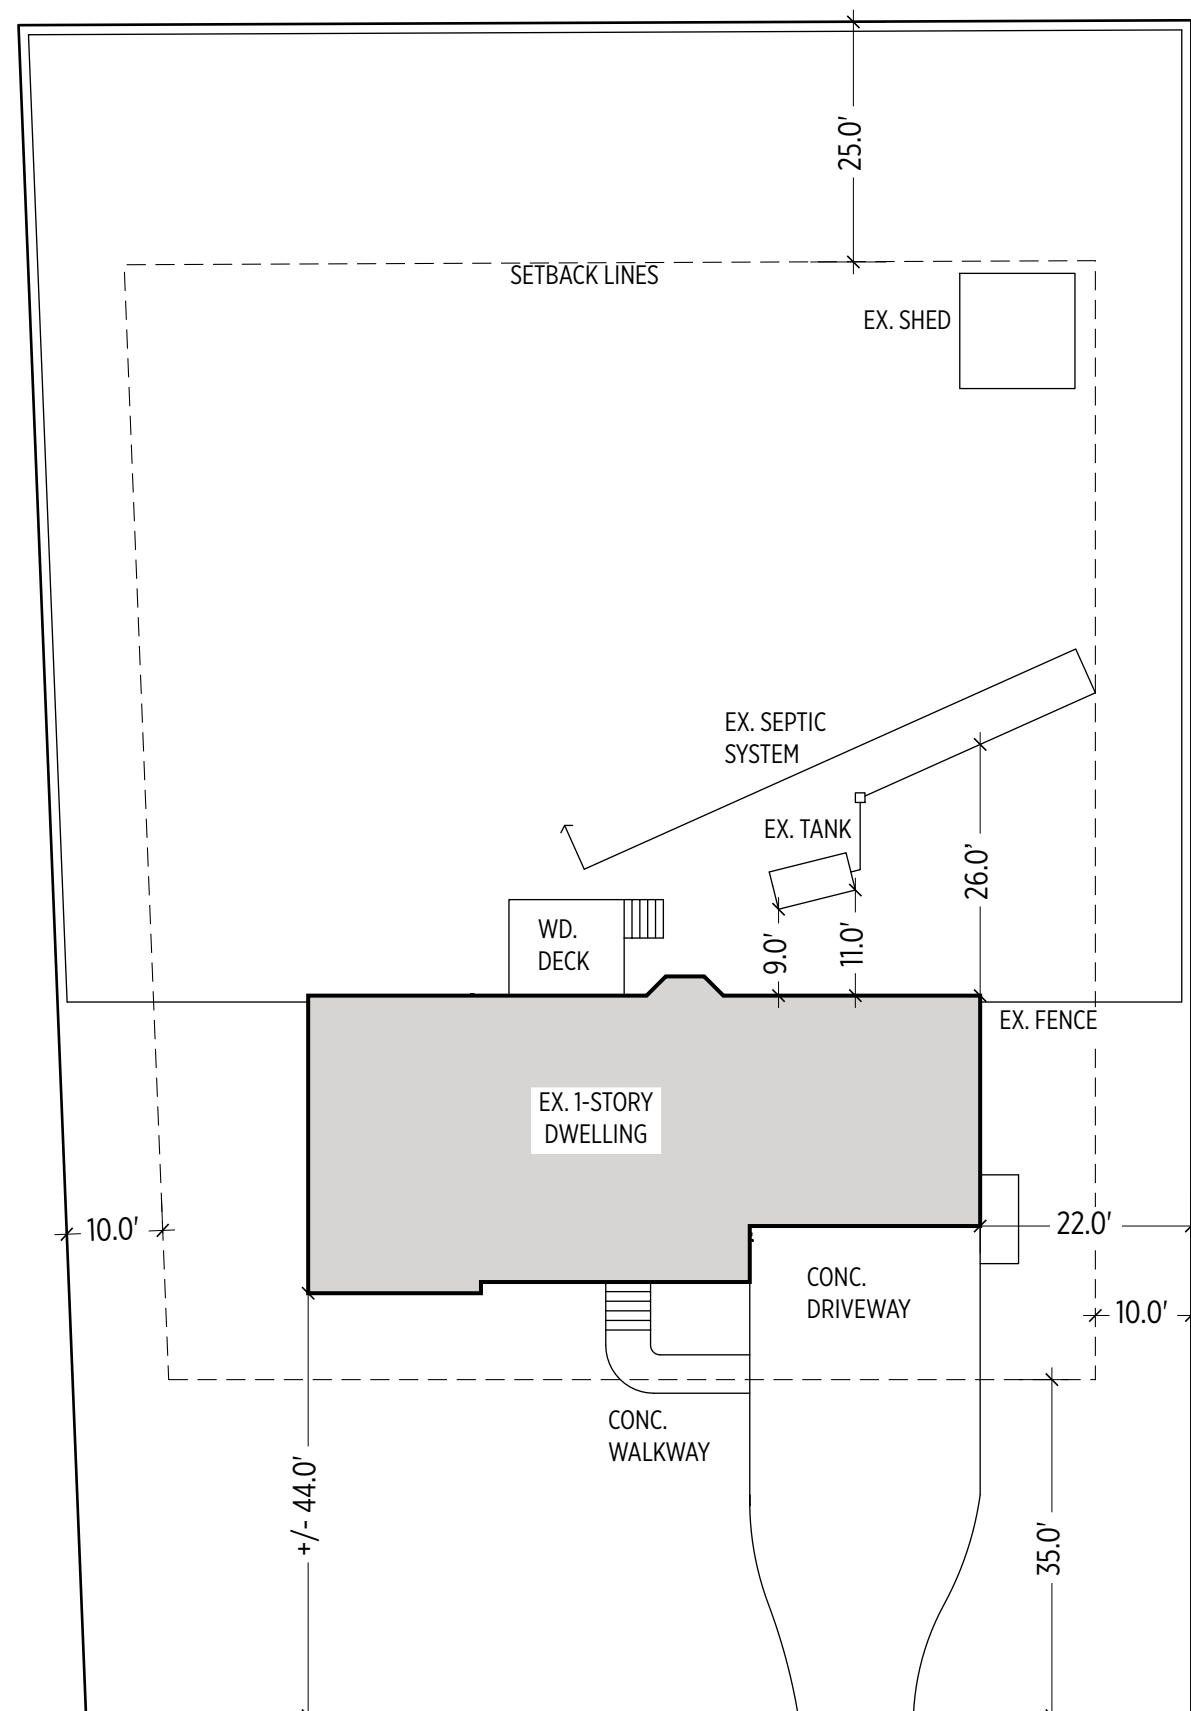 25.0'
SETBACK LINES
EX. SHED
EX. SEPTIC
SYSTEM
EX. TANK
26.0'
WD.
DECK
9.0'
11.0'
EX. FENCE
EX. 1-STORY
DWELLING
10.0'
22.0'
CONC.
DRIVEWAY
10.0'
CONC.
WALKWAY
+/- 44.0'
35.0'